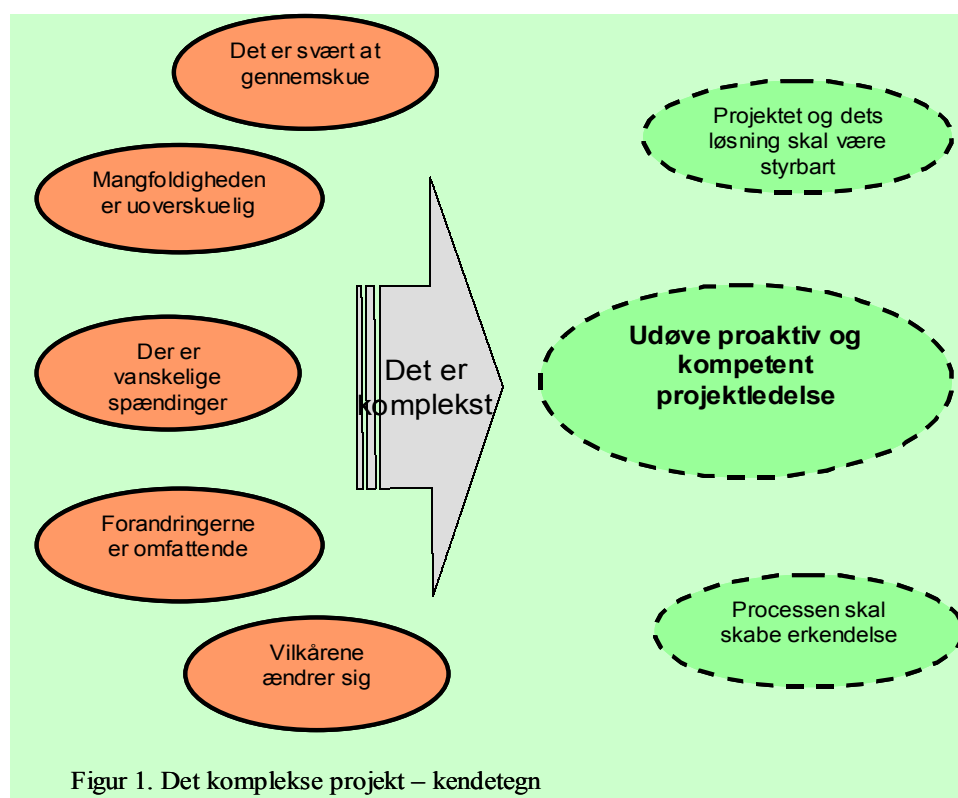 Det er svært at
gennemskue
Mangfoldigheden
er uoverskuelig
Der er
vanskelige
spændinger
Forandringerne
er omfattende
Vilkårene
ændrer sig
Det er
komplekst
Projektet og dets
løsning skal være
styrbart
Udøve proaktiv og
kompetent
projektledelse
Processen skal
skabe erkendelse
Figur 1. Det komplekse projekt – kendetegn